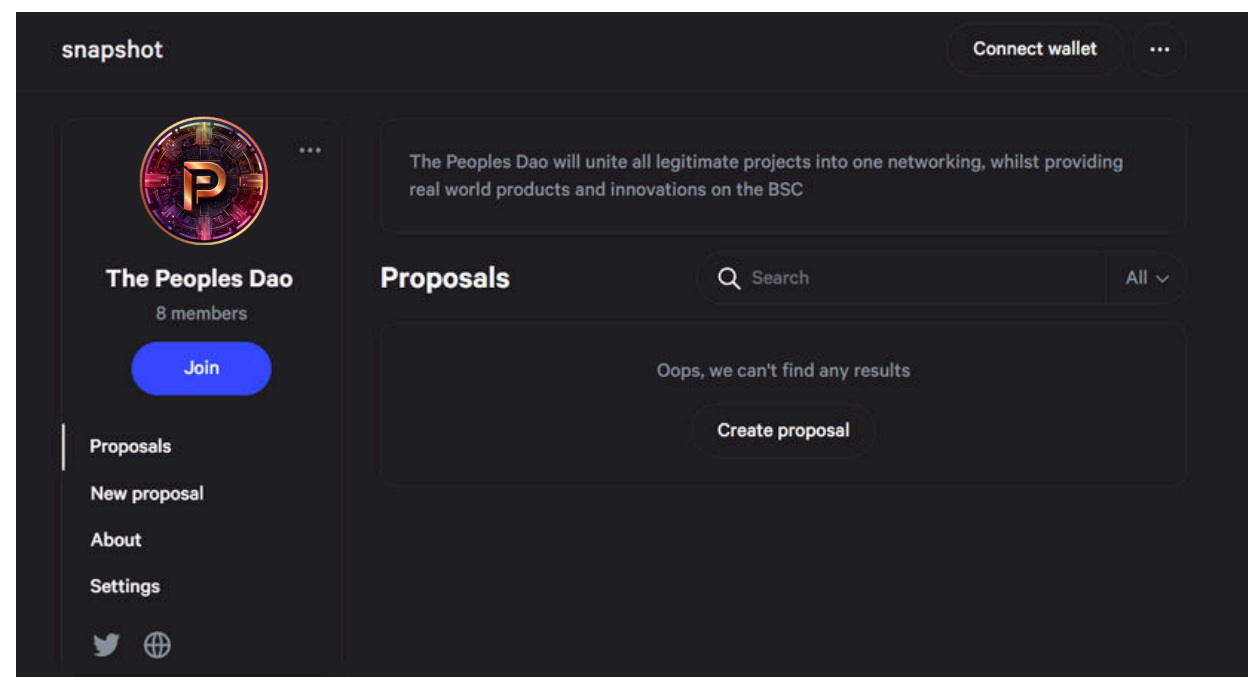 snapshot
Connect wallet
P
The Peoples Dao
8 members
Join
Proposals
New proposal
About
Settings
The Peoples Dao will unite all legitimate projects into one networking, whilst providing
real world products and innovations on the BSC
Proposals
Search
All
Oops, we can't find any results
Create proposal